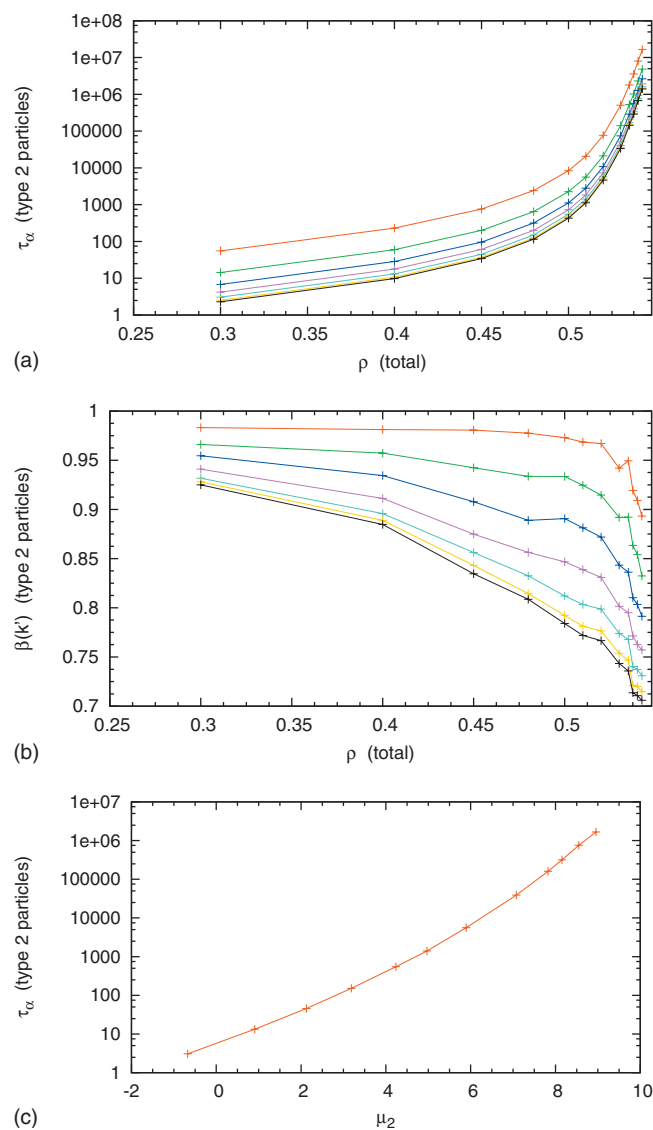 1e+08
1e+07
1e+06
100000
10000
1000
100
10
1
τα (type 2 particles)
0.25 0.3 0.35 0.4 0.45 0.5
ρ (total)
(a)
1
0.95
0.9
0.85
0.8
0.75
0.7
β(k') (type 2 particles)
0.25 0.3 0.35 0.4 0.45 0.5
ρ (total)
(b)
1e+07
1e+06
100000
10000
1000
100
10
1
τα (type 2 particles)
-2 0 2 4 6 8 10
μ2
(c)